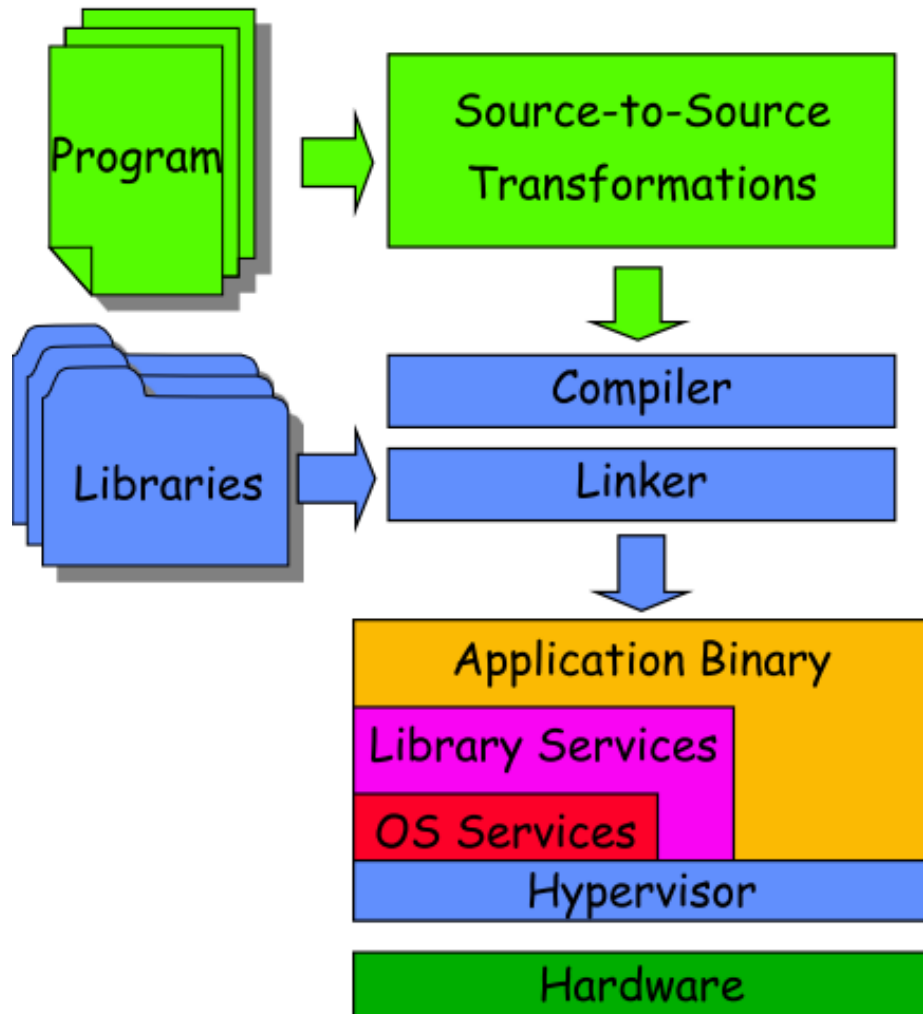 Program
Source-to-Source
Transformations
Compiler
Libraries
Linker
Application Binary
Library Services
OS Services
Hypervisor
Hardware